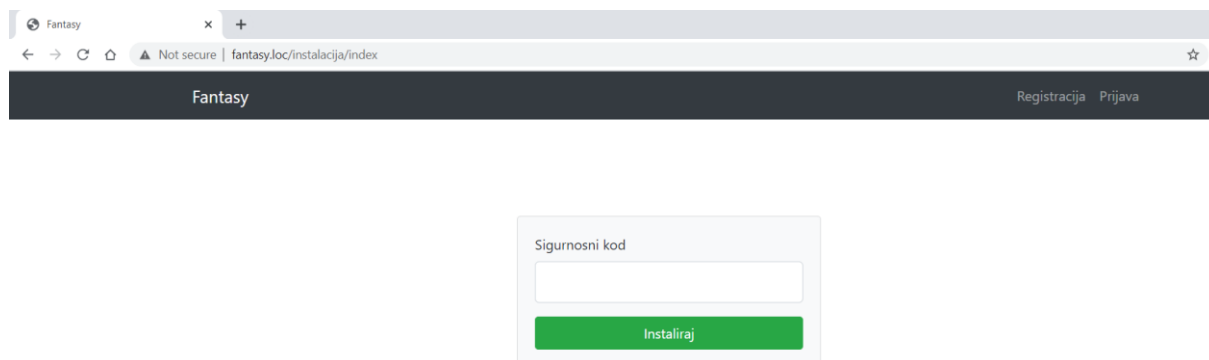 Fantasy
Not secure | fantasy.loc/instalacija/index
Fantasy Registracija Prijava
Sigurnosni kod
Instaliraj